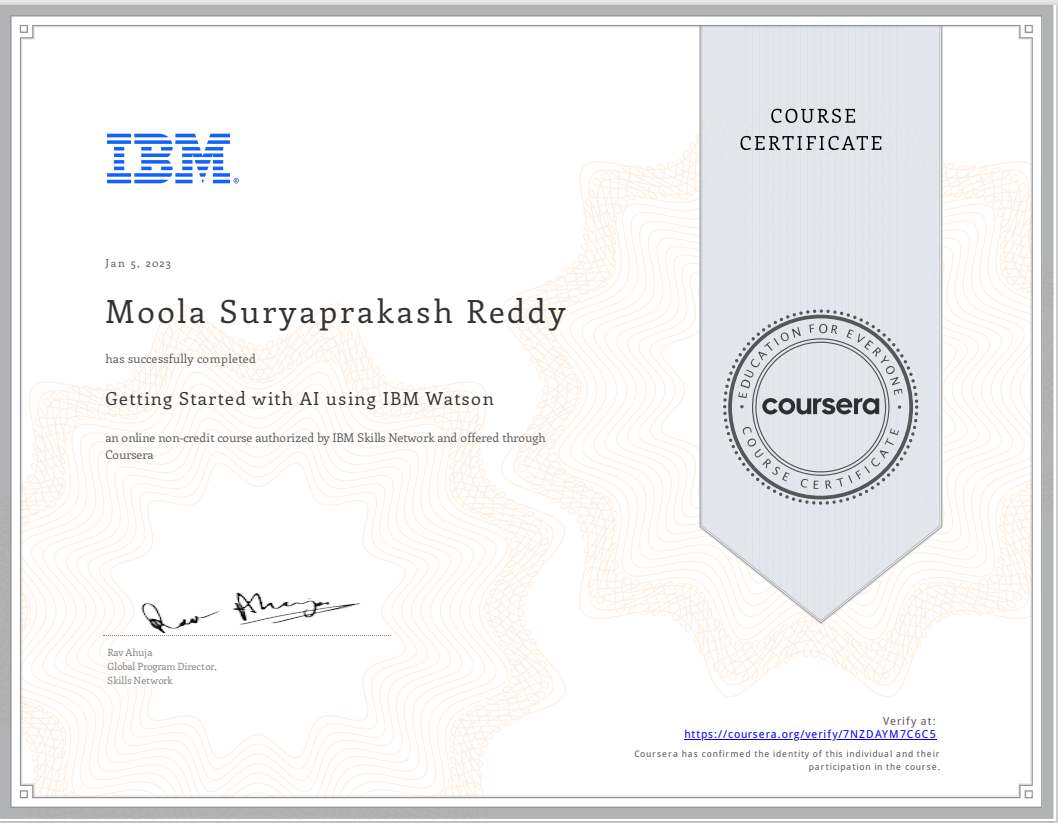 COURSE
CERTIFICATE
IBM®
Jan 5, 2023
Moola Suryaprakash Reddy
has successfully completed
Getting Started with AI using IBM Watson
an online non-credit course authorized by IBM Skills Network and offered through
Coursera
EDUCATION FOR EVERYONE
coursera
COURSE CERTIFICATE
Rav Ahuja
Rav Ahuja
Global Program Director,
Skills Network
Verify at:
https://coursera.org/verify/7NZDAYM7C6C5
Coursera has confirmed the identity of this individual and their
participation in the course.